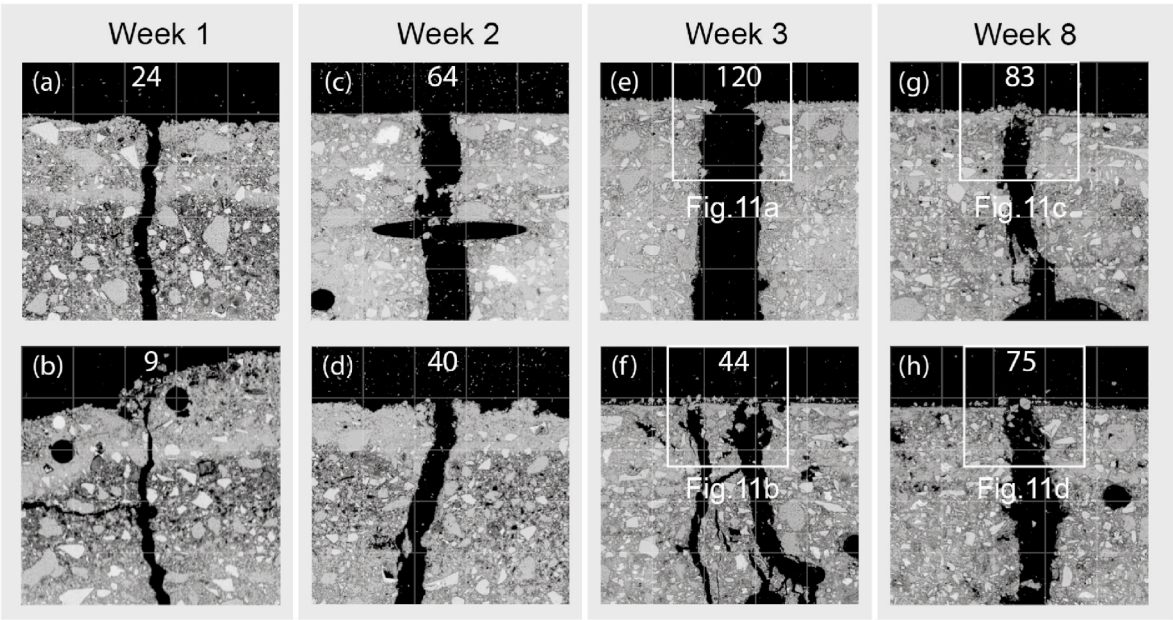 Week 1
Week 2
Week 3
Week 8
(a) 24
(c) 64
(e) 120
(g) 83
Fig.11a
Fig.11c
(b) 9
(d) 40
(f) 44
(h) 75
Fig.11b
Fig.11d